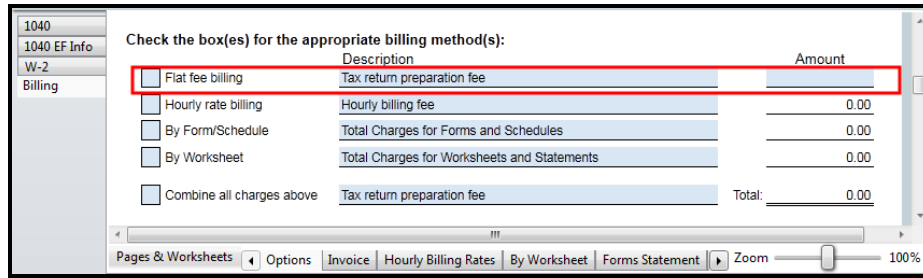 1040
1040 EF Info
W-2
Billing
Check the box(es) for the appropriate billing method(s):
Description Amount
Flat fee billing Tax return preparation fee
Hourly rate billing Hourly billing fee 0.00
By Form/Schedule Total Charges for Forms and Schedules 0.00
By Worksheet Total Charges for Worksheets and Statements 0.00
Combine all charges above Tax return preparation fee Total: 0.00
Pages & Worksheets Options Invoice Hourly Billing Rates By Worksheet Forms Statement Zoom 100%